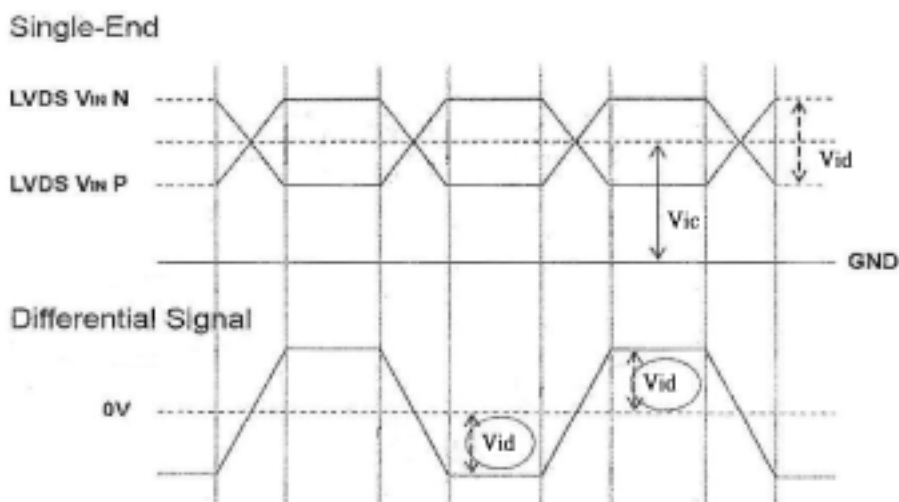 Single-End
LVDS VIN N
Vid
LVDS VIN P
Vic
GND
Differential Signal
Vid
0V
Vid